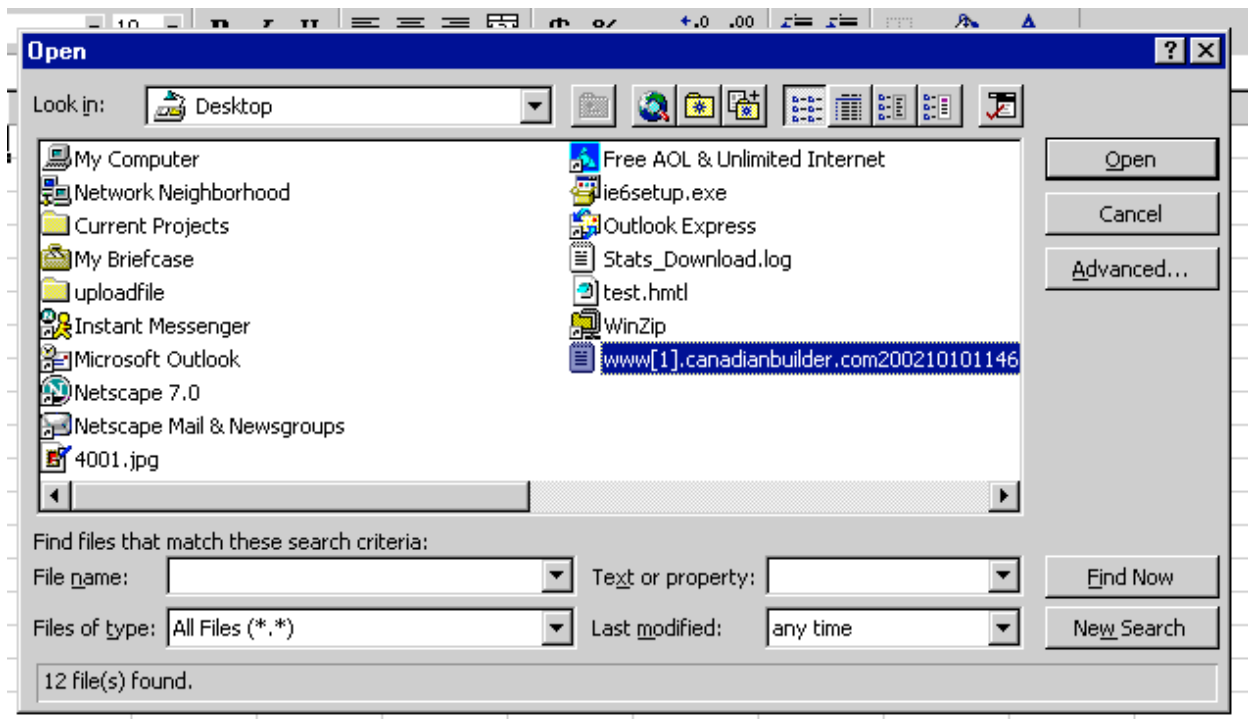 10 B I U % .0 .00 A
Open
Look in: Desktop
My Computer
Network Neighborhood
Current Projects
My Briefcase
uploadfile
Instant Messenger
Microsoft Outlook
Netscape 7.0
Netscape Mail & Newsgroups
4001.jpg
Free AOL & Unlimited Internet
ie6setup.exe
Outlook Express
Stats_Download.log
test.hmtl
WinZip
www[1].canadianbuilder.com200210101146
Open
Cancel
Advanced...
Find files that match these search criteria:
File name: Text or property: Find Now
Files of type: All Files (*.*) Last modified: any time New Search
12 file(s) found.